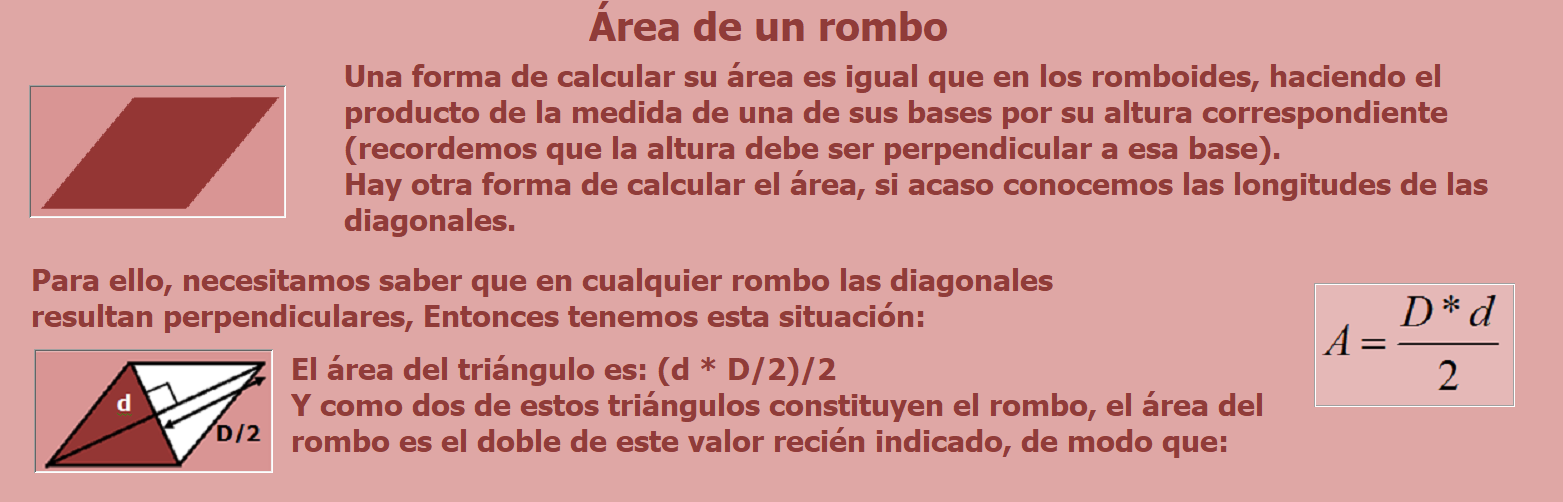 Área de un rombo
Una forma de calcular su área es igual que en los romboides, haciendo el
producto de la medida de una de sus bases por su altura correspondiente
(recordemos que la altura debe ser perpendicular a esa base).
Hay otra forma de calcular el área, si acaso conocemos las longitudes de las
diagonales.
Para ello, necesitamos saber que en cualquier rombo las diagonales
resultan perpendiculares, Entonces tenemos esta situación:
d
D/2
El área del triángulo es: (d * D/2)/2
Y como dos de estos triángulos constituyen el rombo, el área del
rombo es el doble de este valor recién indicado, de modo que:
A = D * d / 2